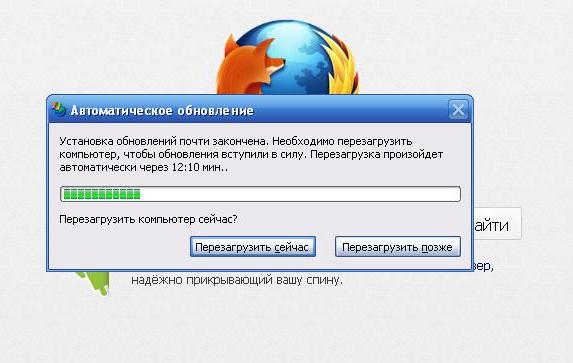 Автоматическое обновление
Установка обновлений почти закончена. Необходимо перезагрузить
компьютер, чтобы обновления вступили в силу. Перезагрузка произойдет
автоматически через 12:10 мин..
Перезагрузить компьютер сейчас?
Перезагрузить сейчас
Перезагрузить позже
айти
вер,
надёжно прикрывающий вашу спину.